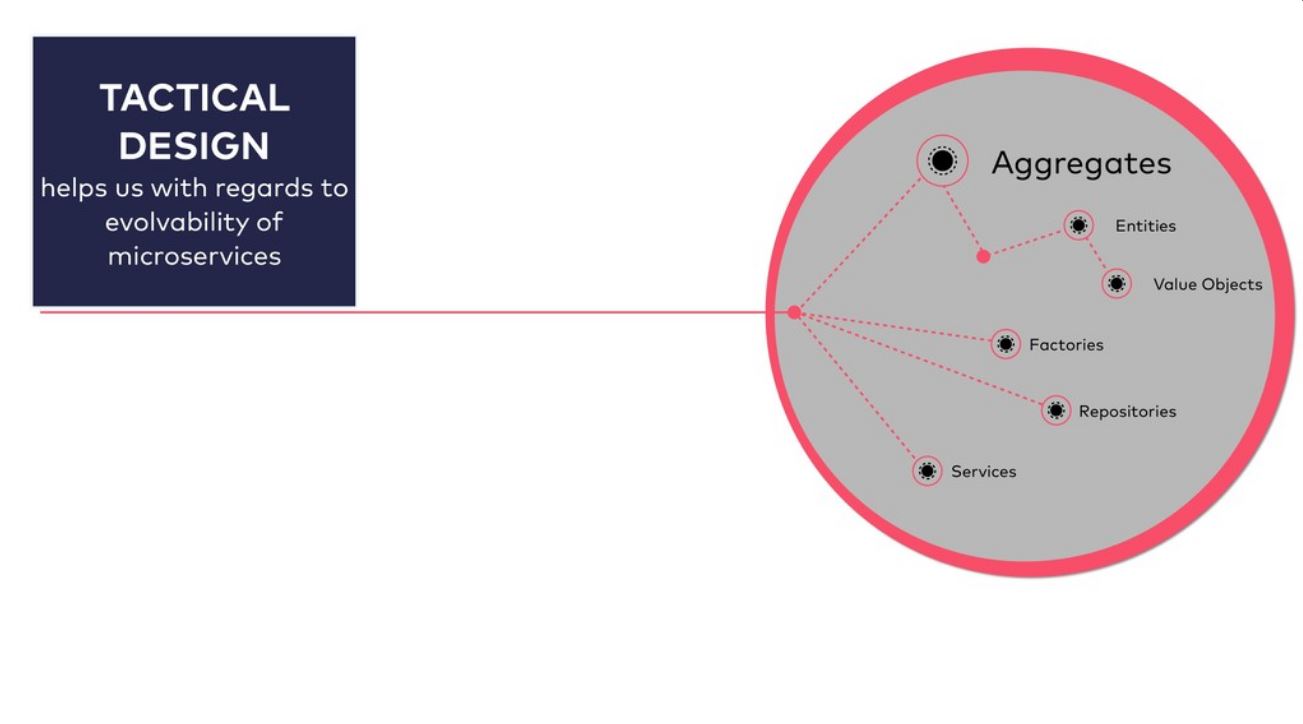 TACTICAL
DESIGN
helps us with regards to
evolvability of
microservices
Aggregates
Entities
Value Objects
Factories
Repositories
Services